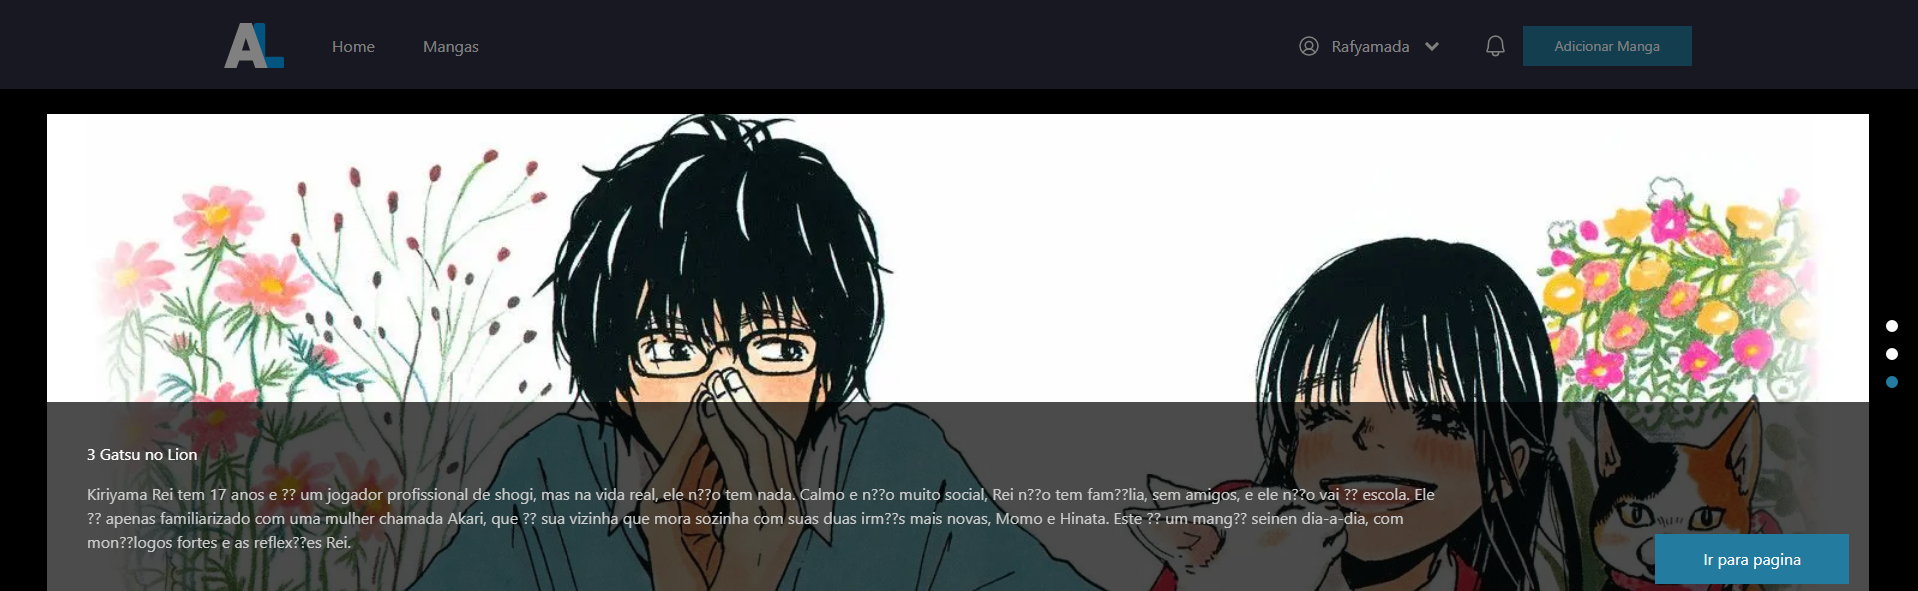 AL
Home
Mangas
Rafyamada
Adicionar Manga
3 Gatsu no Lion
Kiriyama Rei tem 17 anos e ?? um jogador profissional de shogi, mas na vida real, ele n??o tem nada. Calmo e n??o muito social, Rei n??o tem fam??lia, sem amigos, e ele n??o vai ?? escola. Ele
?? apenas familiarizado com uma mulher chamada Akari, que ?? sua vizinha que mora sozinha com suas duas irm??s mais novas, Momo e Hinata. Este ?? um mang?? seinen dia-a-dia, com
mon??logos fortes e as reflex??es Rei.
Ir para pagina